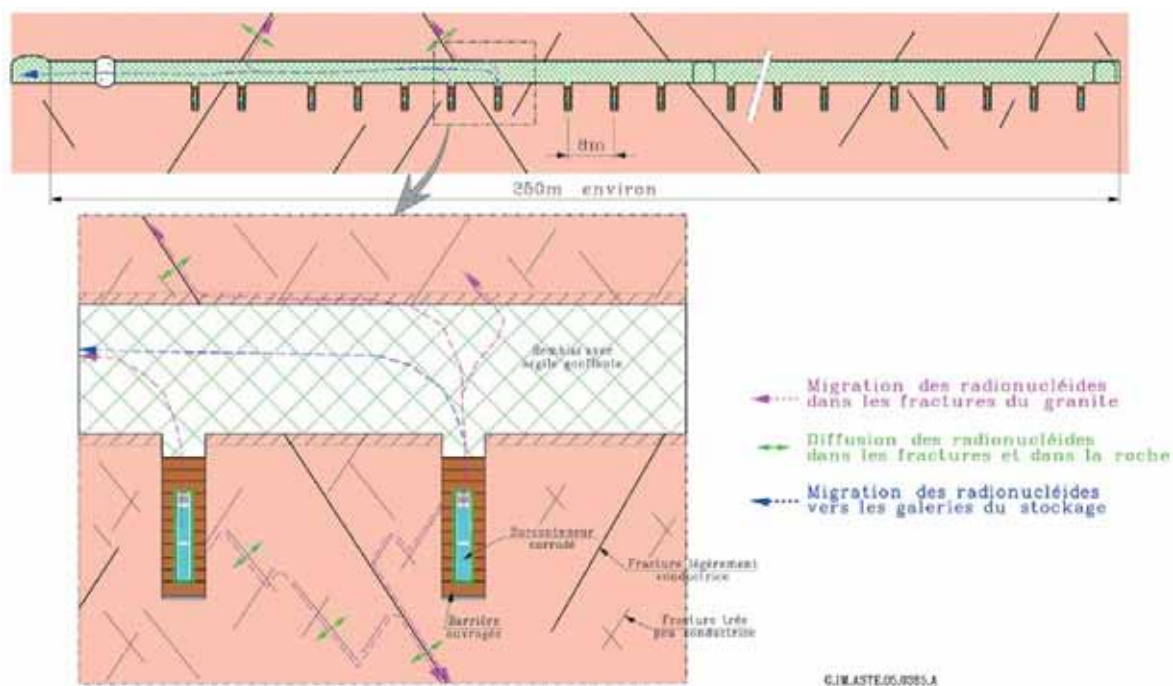 8m
250m environ
Remblai avec
argile gonflante
Migration des radionucléides
dans les fractures du granite
Diffusion des radionucléides
dans les fractures et dans la roche
Migration des radionucléides
vers les galeries du stockage
Surconteneur
corrodé
Fracture légèrement
conductrice
Barrière
ouvragée
Fracture très
peu conductrice
G.IM.ASTE.05.0385.A